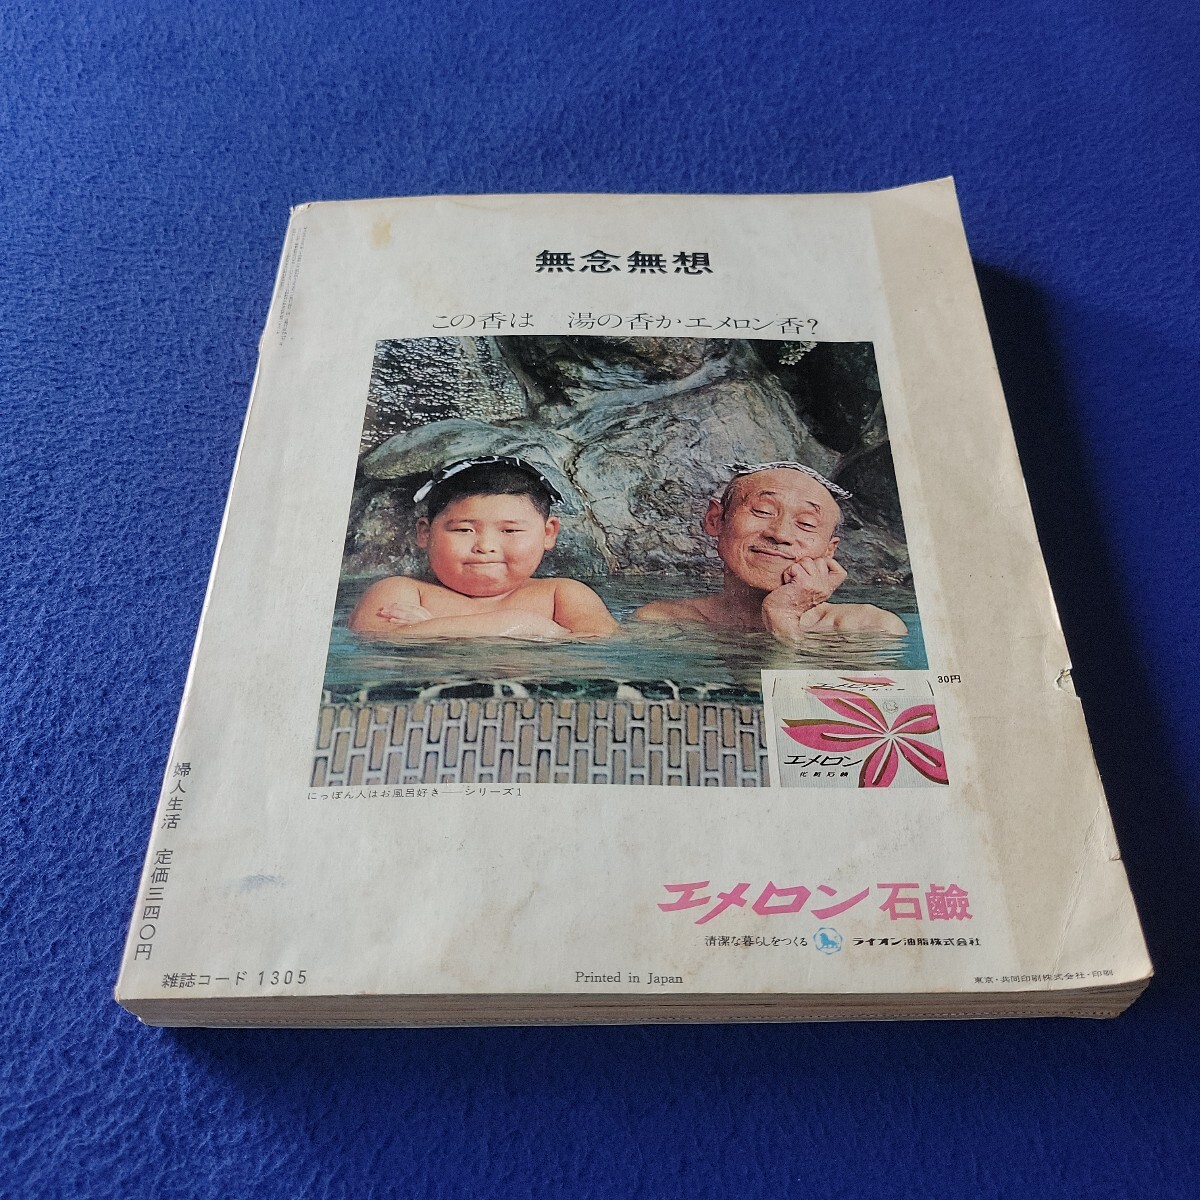 無念無想
この香は　湯の香かエメロン香?
30円
エメロン
エメロン
化粧石鹸
にっぽん人はお風呂好き——シリーズ1
婦人生活　定価三四〇円
エメロン石鹸
清潔な暮らしをつくる　ライオン油脂株式会社
雑誌コード 1305
Printed in Japan
東京・共同印刷株式会社・印刷